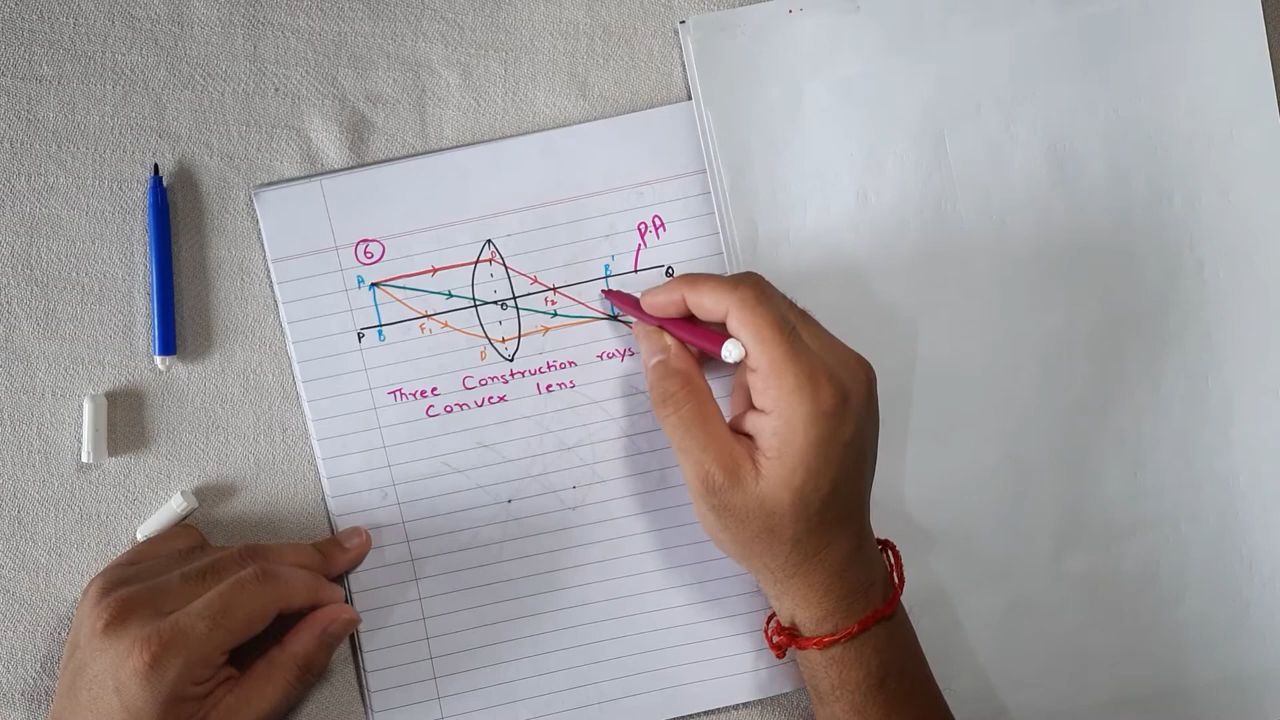 6
P.A
A
D
B'
Q
F2
O
F1
P
B
D'
Three Construction rays
Convex lens